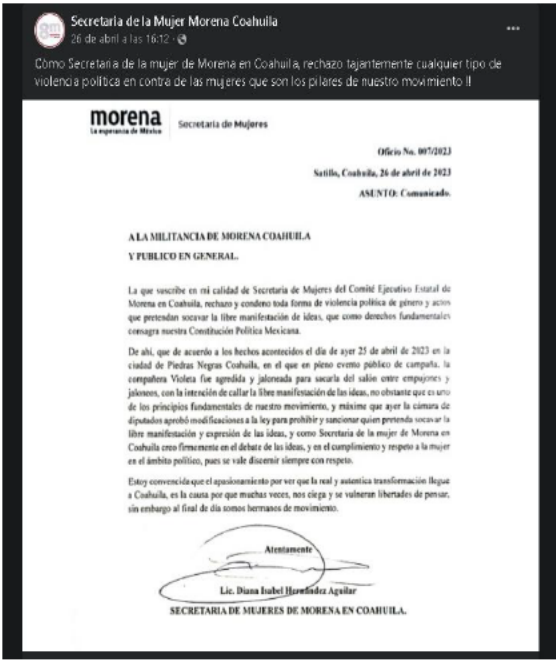 Secretaria de la Mujer Morena Coahuila
26 de abril a las 16:12 ·
Cómo Secretaria de la mujer de Morena en Coahuila, rechazo tajantemente cualquier tipo de
violencia política en contra de las mujeres que son los pilares de nuestro movimiento !!
morena
La esperanza de México
Secretaría de Mujeres
Oficio No. 007/2023
Satillo, Coahuila, 26 de abril de 2023
ASUNTO: Comunicado.
A LA MILITANCIA DE MORENA COAHUILA
Y PUBLICO EN GENERAL.
La que suscribe en mi calidad de Secretaria de Mujeres del Comité Ejecutivo Estatal de
Morena en Coahuila, rechazo y condeno toda forma de violencia política de género y actos
que pretendan socavar la libre manifestación de ideas, que como derechos fundamentales
consagra nuestra Constitución Política Mexicana.
De ahí, que de acuerdo a los hechos acontecidos el día de ayer 25 de abril de 2023 en la
ciudad de Piedras Negras Coahuila, en el que en pleno evento público de campaña, la
compañera Violeta fue agredida y jaloneada para sacarla del salón entre empujones y
jaloneos, con la intención de callar la libre manifestación de las ideas, no obstante que es uno
de los principios fundamentales de nuestro movimiento, y máxime que ayer la cámara de
diputados aprobó modificaciones a la ley para prohibir y sancionar quien pretenda socavar la
libre manifestación y expresión de las ideas, y como Secretaria de la mujer de Morena en
Coahuila creo firmemente en el debate de las ideas, y en el cumplimiento y respeto a la mujer
en el ámbito político, pues se vale discernir siempre con respeto.
Estoy convencida que el apasionamiento por ver que la real y autentica transformación llegue
a Coahuila, es la causa por que muchas veces, nos ciega y se vulneran libertades de pensar,
sin embargo al final de día somos hermanos de movimiento.
Atentamente
Lic. Diana Isabel Hernández Aguilar
SECRETARIA DE MUJERES DE MORENA EN COAHUILA.